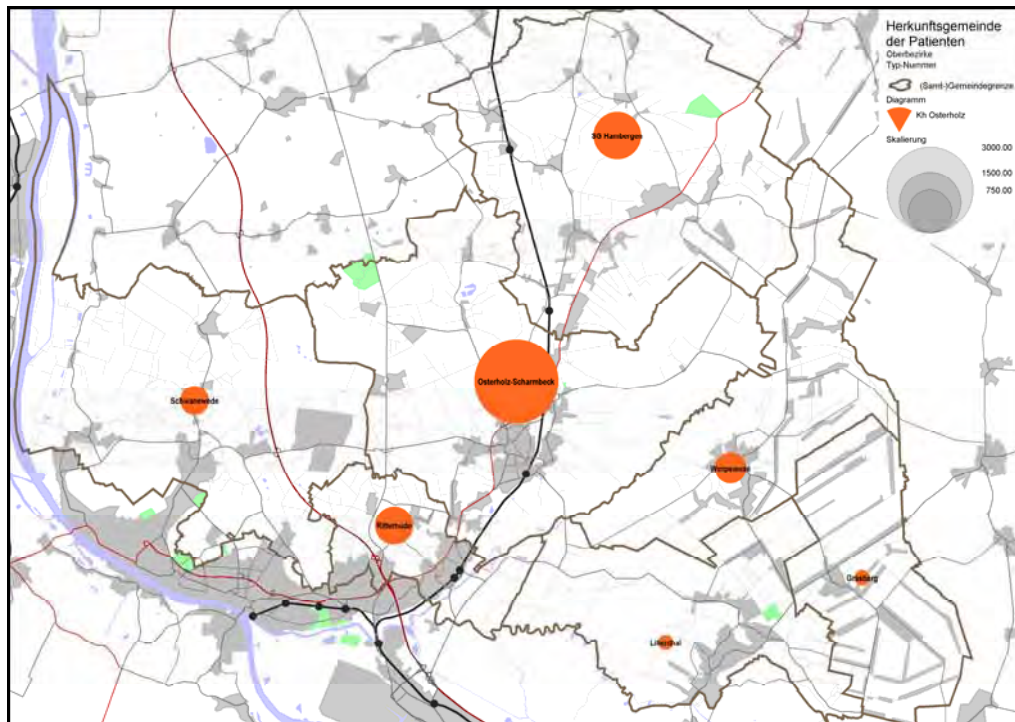 Herkunftsgemeinde
der Patienten
Oberbezirke
Typ-Nummer
(Samt-)Gemeindegrenze
Diagramm
Kh Osterholz
Skalierung
3000.00
1500.00
750.00
SG Hambergen
Osterholz-Scharmbeck
Schwanewede
Worpswede
Ritterhude
Grasberg
Lilienthal